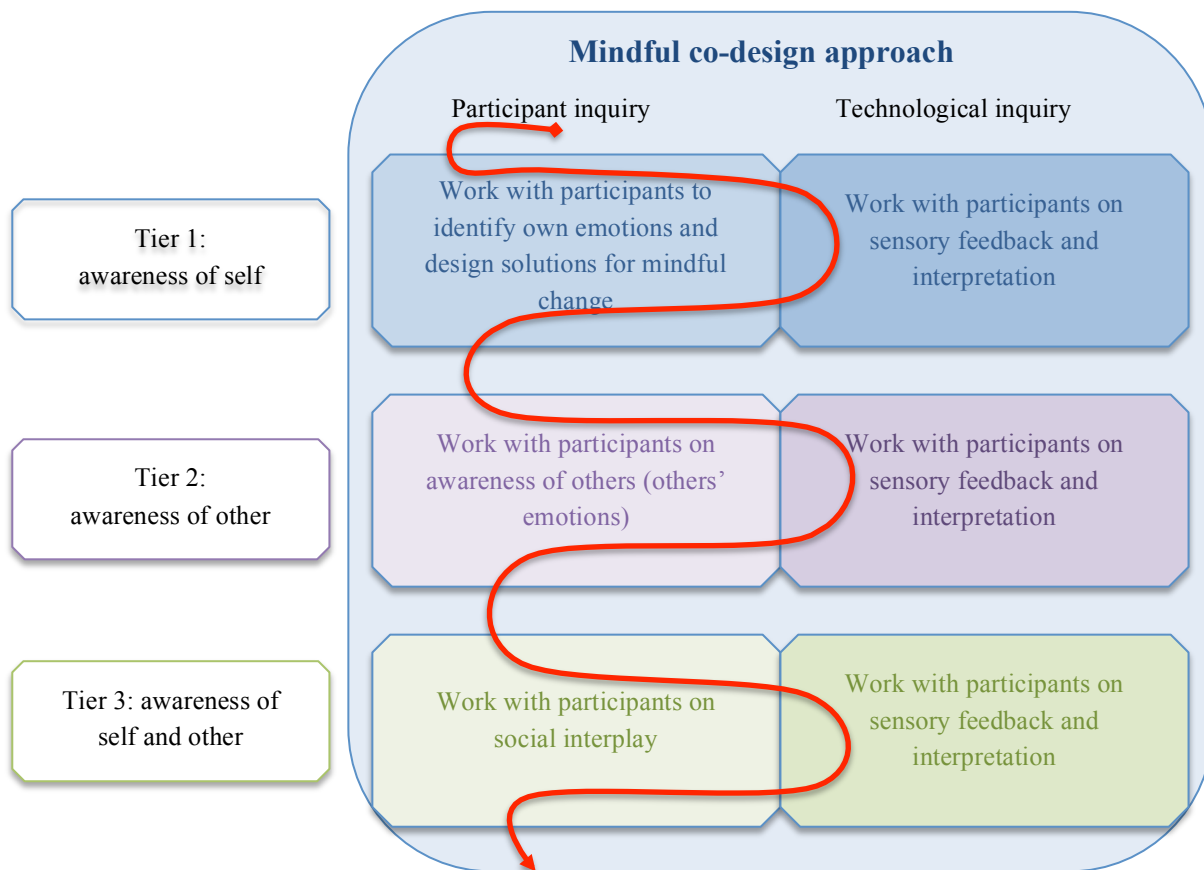 Mindful co-design approach
Participant inquiry
Technological inquiry
Tier 1:
awareness of self
Work with participants to
identify own emotions and
design solutions for mindful
change
Work with participants on
sensory feedback and
interpretation
Tier 2:
awareness of other
Work with participants on
awareness of others (others’
emotions)
Work with participants on
sensory feedback and
interpretation
Tier 3: awareness of
self and other
Work with participants on
social interplay
Work with participants on
sensory feedback and
interpretation